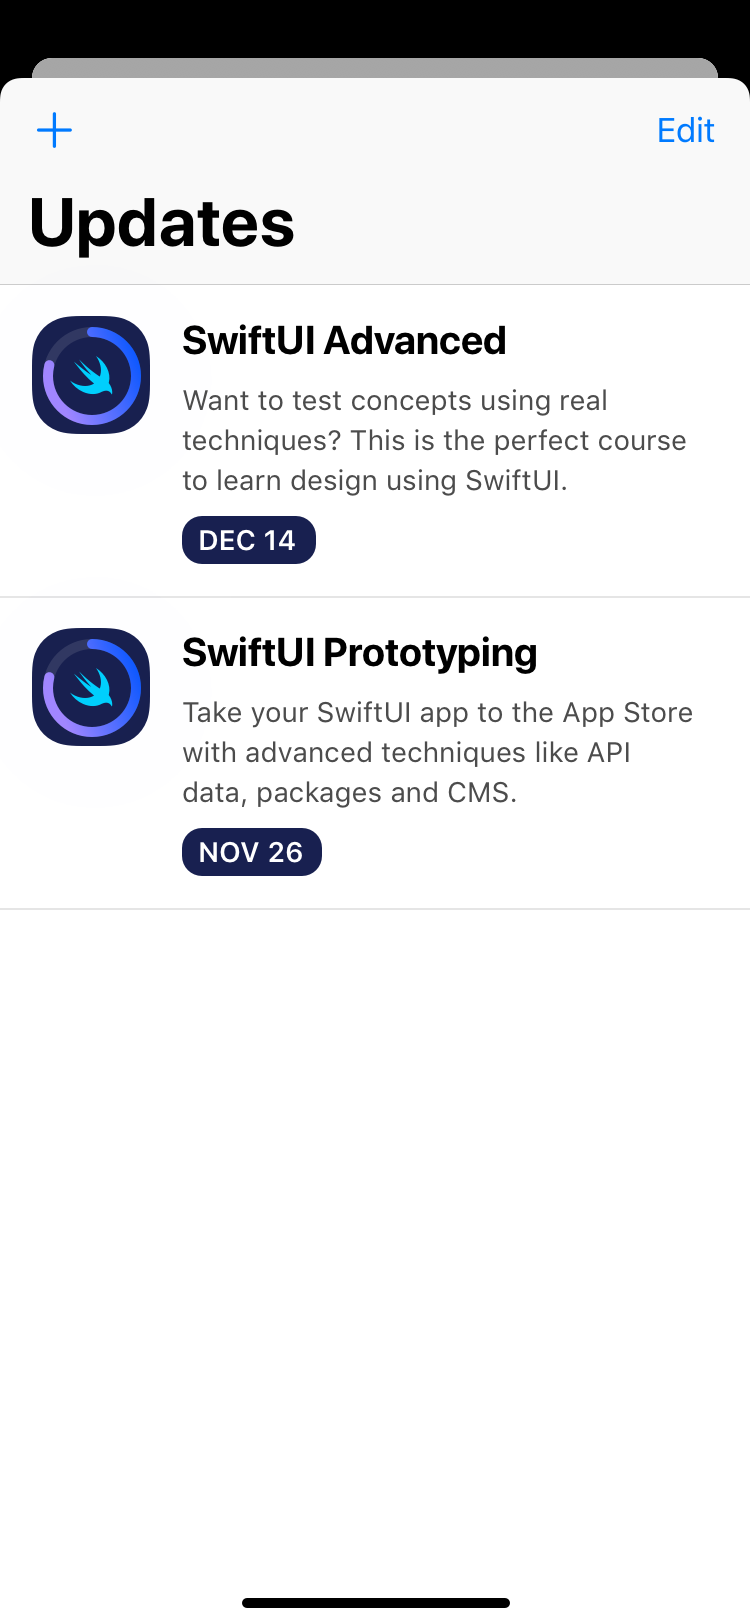 Edit
Updates
SwiftUI Advanced
Want to test concepts using real
techniques? This is the perfect course
to learn design using SwiftUI.
DEC 14
SwiftUI Prototyping
Take your SwiftUI app to the App Store
with advanced techniques like API
data, packages and CMS.
NOV 26